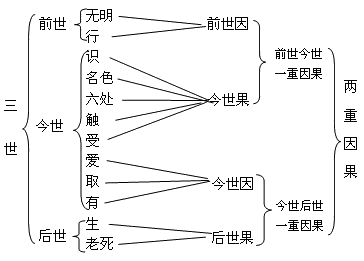 三世
前世
今世
后世
无明
行
识
名色
六处
触
受
爱
取
有
生
老死
前世因
今世果
今世因
后世果
前世今世
一重因果
今世后世
一重因果
两重因果